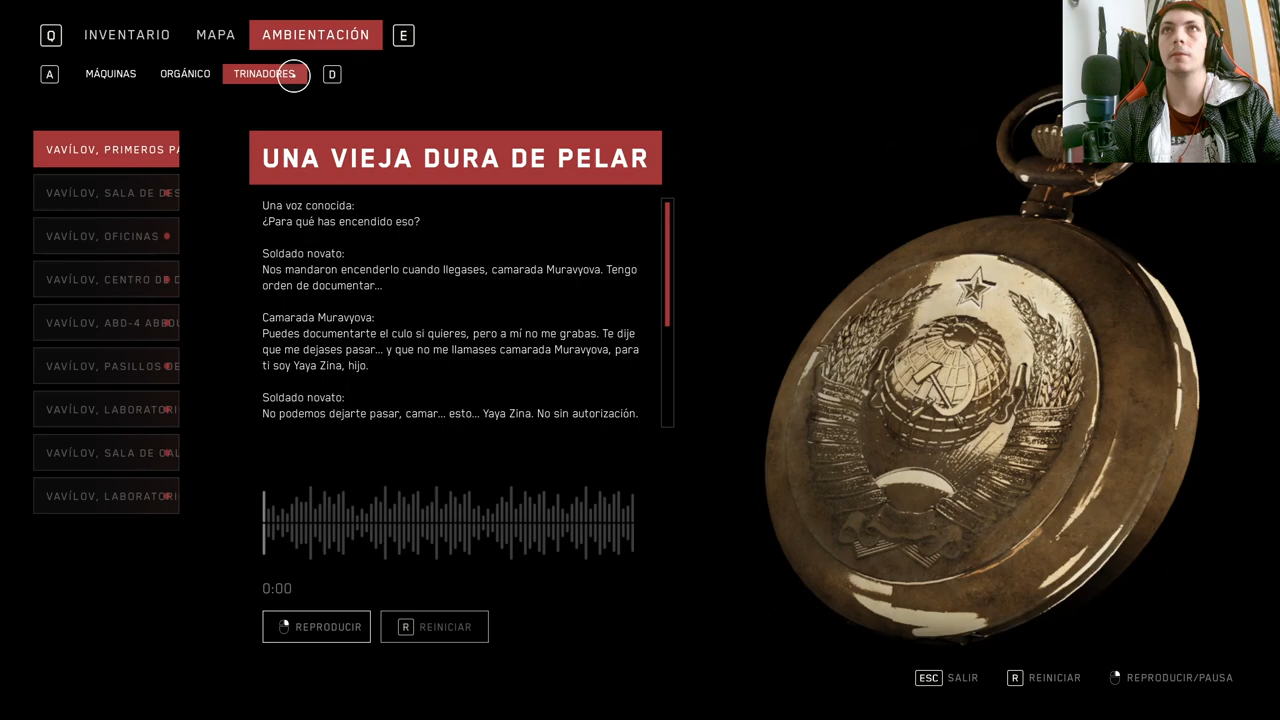 Q INVENTARIO MAPA AMBIENTACIÓN E
A MÁQUINAS ORGÁNICO TRINADORES D
VAVÍLOV, PRIMEROS PA
VAVÍLOV, SALA DE DES
VAVÍLOV, OFICINAS
VAVÍLOV, CENTRO DE D
VAVÍLOV, ABD-4 ABBOU
VAVÍLOV, PASILLOS DE
VAVÍLOV, LABORATORI
VAVÍLOV, SALA DE CAL
VAVÍLOV, LABORATORI
UNA VIEJA DURA DE PELAR
Una voz conocida:
¿Para qué has encendido eso?
Soldado novato:
Nos mandaron encenderlo cuando llegases, camarada Muravyova. Tengo
orden de documentar...
Camarada Muravyova:
Puedes documentarte el culo si quieres, pero a mí no me grabas. Te dije
que me dejases pasar... y que no me llamases camarada Muravyova, para
ti soy Yaya Zina, hijo.
Soldado novato:
No podemos dejarte pasar, camar... esto... Yaya Zina. No sin autorización.
0:00
REPRODUCIR
R REINICIAR
ESC SALIR R REINICIAR REPRODUCIR/PAUSA